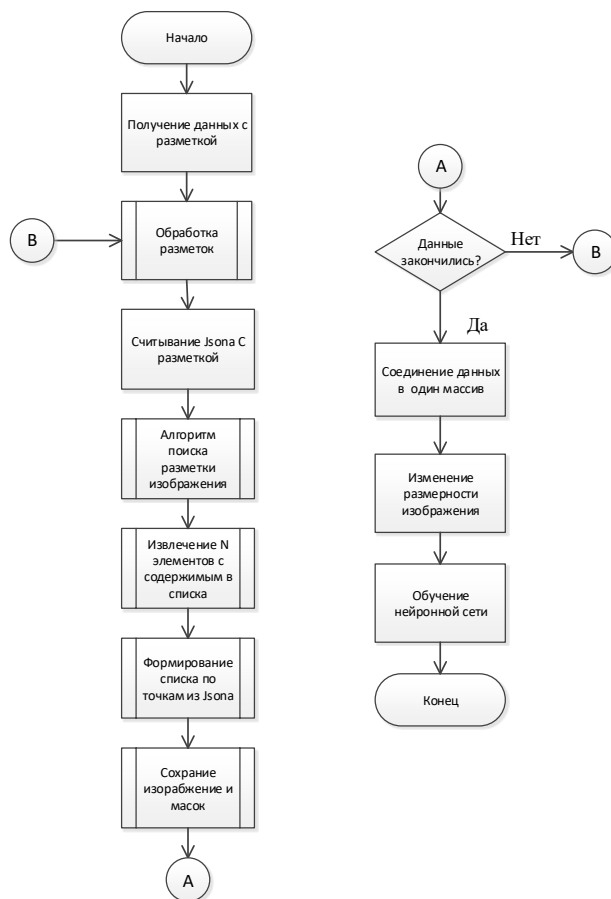 Начало
Получение данных с
разметкой
В
Обработка
разметок
Считывание Jsona С
разметкой
Алгоритм
поиска
разметки
изображения
Извлечение N
элементов с
содержимым в
списка
Формирование
списка по
точкам из Jsona
Сохрание
изорабжение и
масок
А
А
Данные
закончились?
Нет
В
Да
Соединение данных
в один массив
Изменение
размерности
изображения
Обучение
нейронной сети
Конец